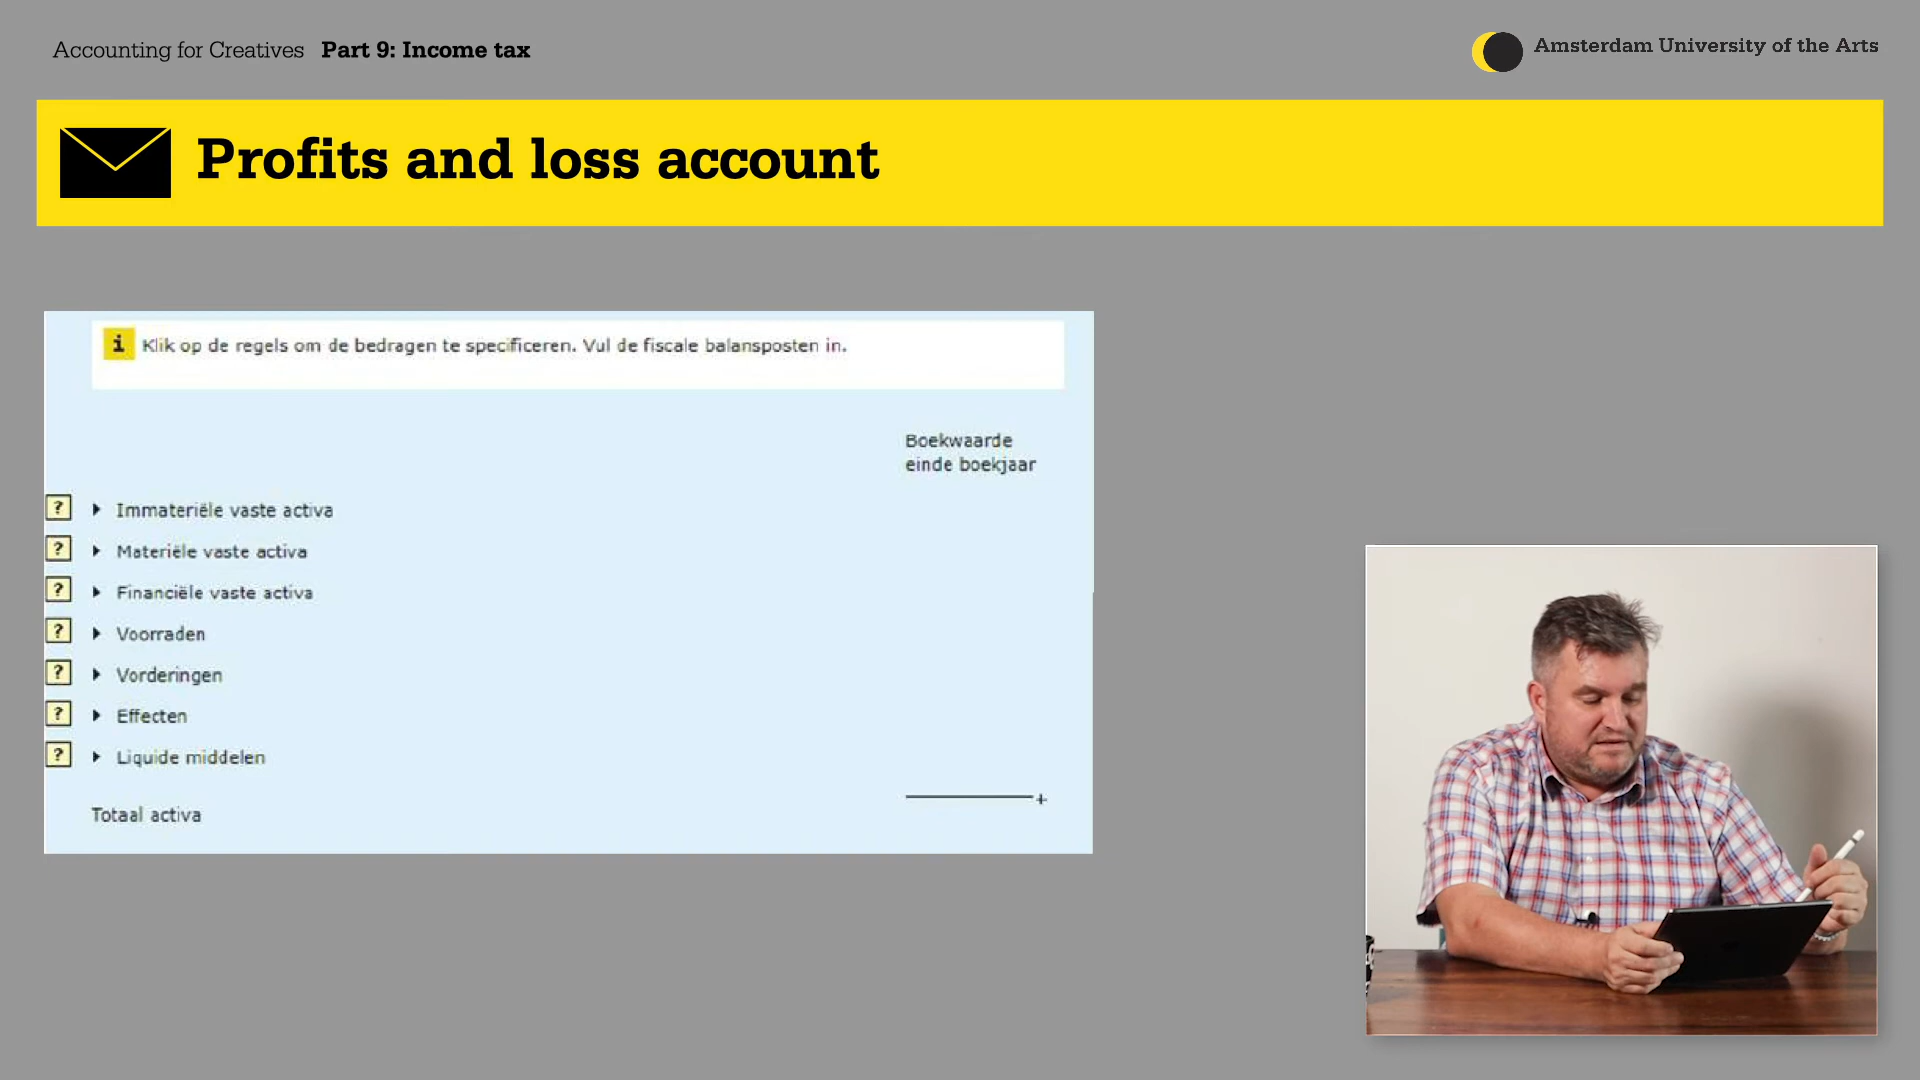 Accounting for Creatives Part 9: Income tax
Amsterdam University of the Arts
Profits and loss account
i Klik op de regels om de bedragen te specificeren. Vul de fiscale balansposten in.
Boekwaarde
einde boekjaar
? Immateriële vaste activa
? Materiële vaste activa
? Financiële vaste activa
? Voorraden
? Vorderingen
? Effecten
? Liquide middelen
+
Totaal activa